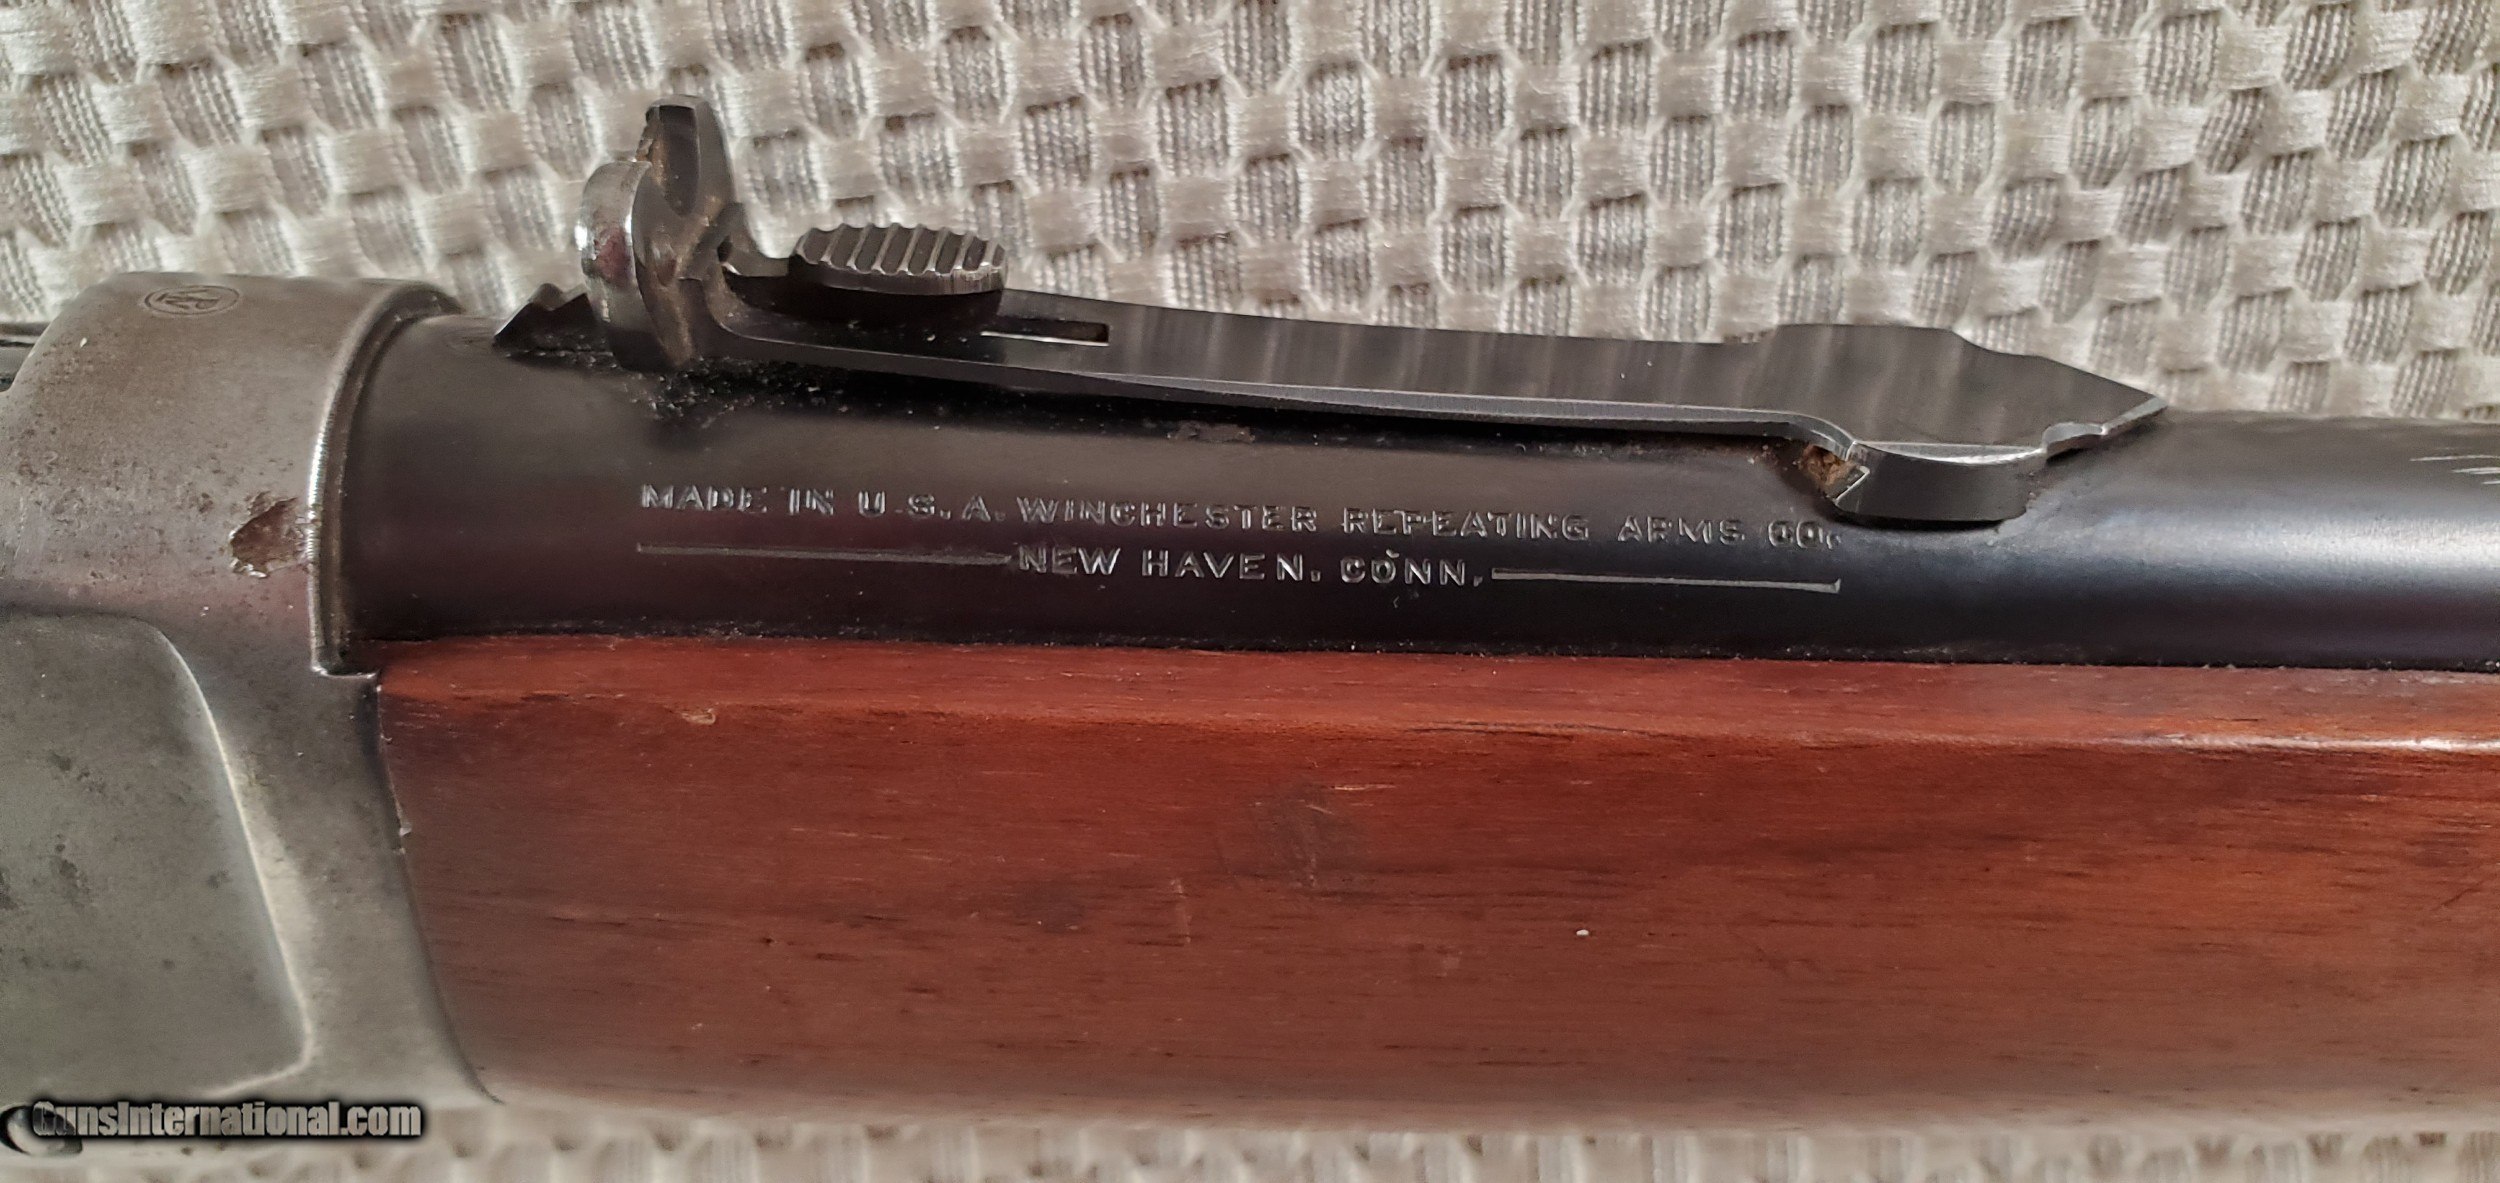 MADE IN U.S.A. WINCHESTER REPEATING ARMS CO.
NEW HAVEN. CONN.
GunsInternational.com